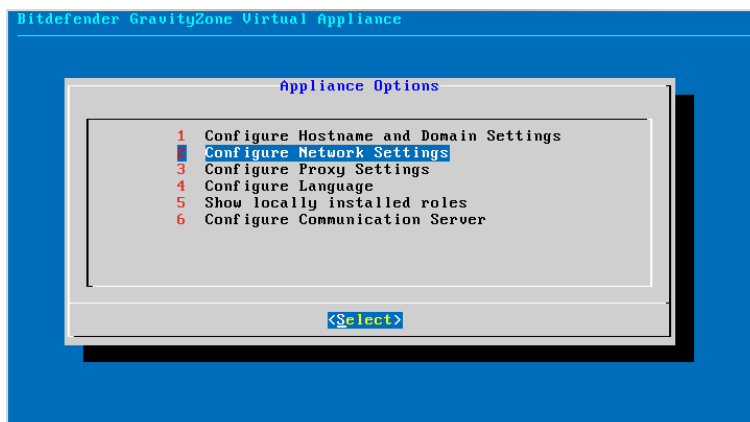 Bitdefender GravityZone Virtual Appliance
Appliance Options
1 Configure Hostname and Domain Settings
2 Configure Network Settings
3 Configure Proxy Settings
4 Configure Language
5 Show locally installed roles
6 Configure Communication Server
<Select>